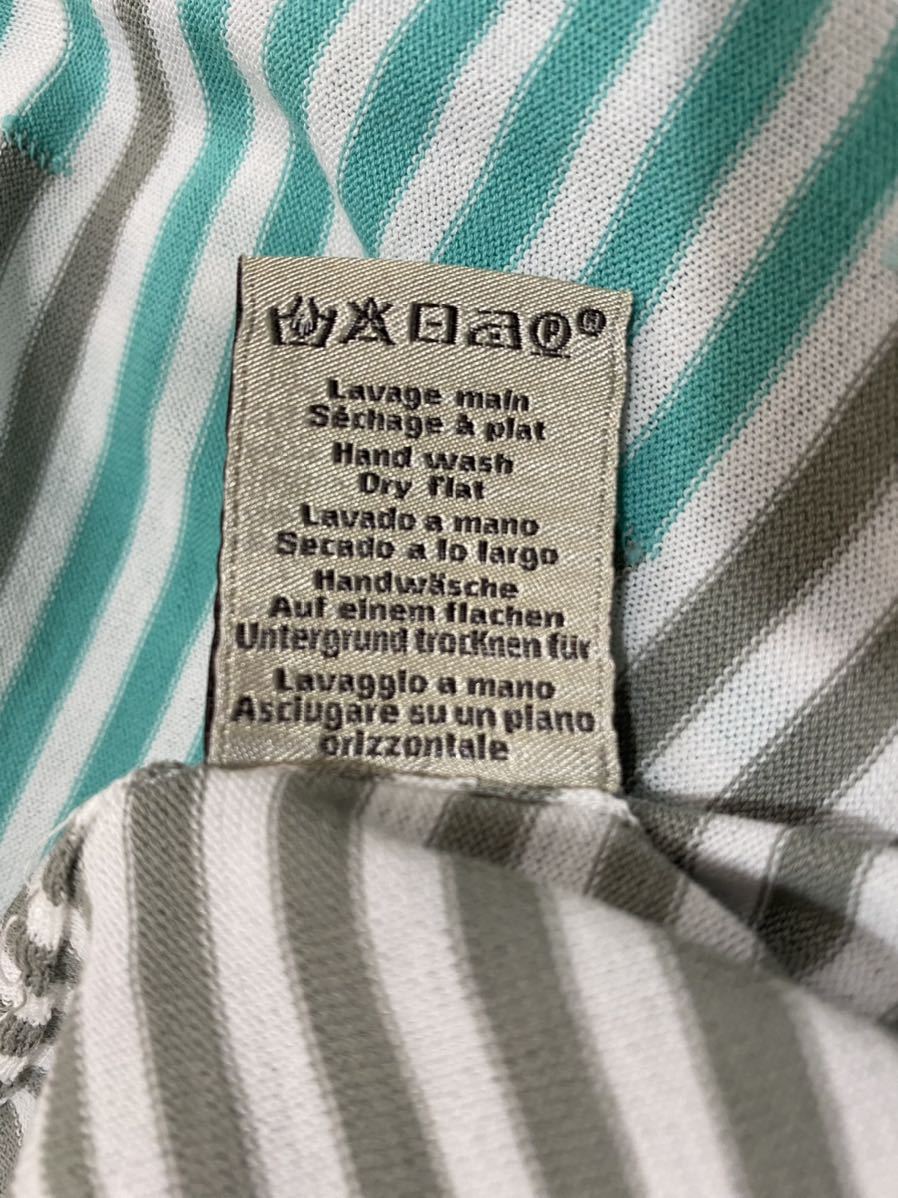 P ®
Lavage main
Séchage à plat
Hand wash
Dry flat
Lavado a mano
Secado a lo largo
Handwäsche
Auf einem flachen
Untergrund trocknen für
Lavaggio a mano
Asciugare su un piano
orizzontale